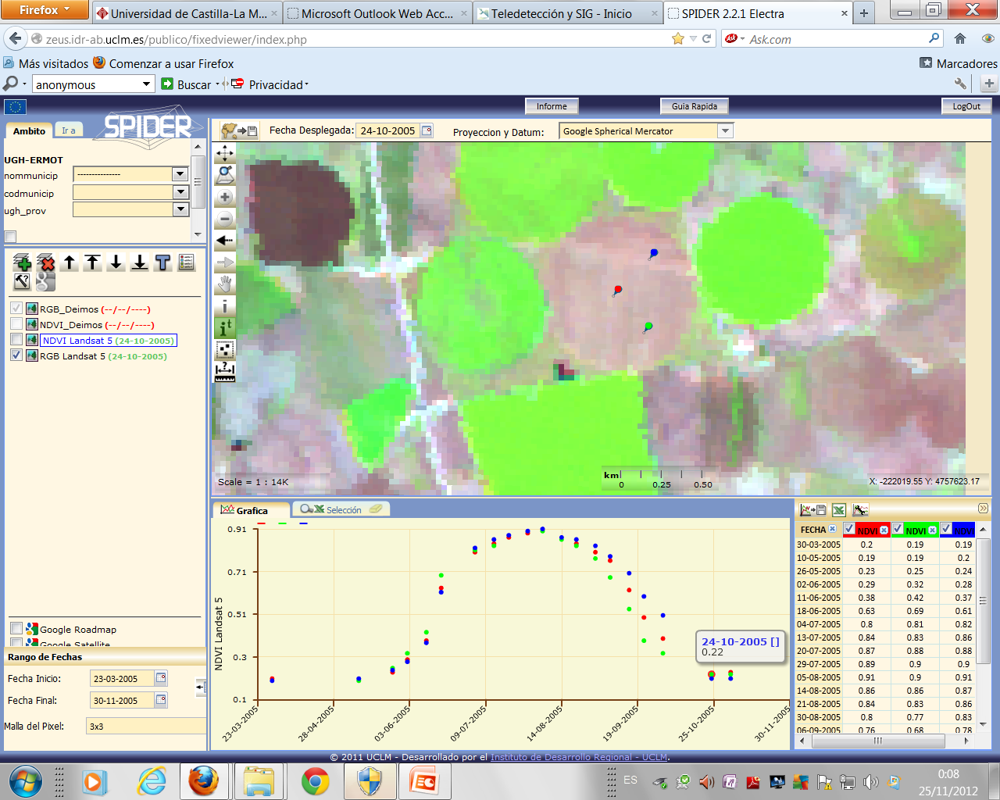 Firefox
Universidad de Castilla-La M...
Microsoft Outlook Web Acc...
Teledetección y SIG - Inicio
SPIDER 2.2.1 Electra
zeus.idr-ab.uclm.es/publico/fixedviewer/index.php
Ask
Ask.com
Más visitados
Comenzar a usar Firefox
Marcadores
anonymous
Buscar
Privacidad
Informe
Guia Rapida
LogOut
Ambito
Ir a
SPIDER
Fecha Desplegada:
24-10-2005
Proyeccion y Datum:
Google Spherical Mercator
UGH-ERMOT
nommunicip
---------------
codmunicip
ugh_prov
RGB_Deimos (--/--/----)
NDVI_Deimos (--/--/----)
NDVI Landsat 5 (24-10-2005)
RGB Landsat 5 (24-10-2005)
Google Roadmap
Google Satellite
Rango de Fechas
Fecha Inicio:
23-03-2005
Fecha Final:
30-11-2005
Malla del Pixel:
3x3
Scale = 1 : 14K
km
0 0.25 0.50
X: -222019.55 Y: 4757623.17
Grafica
Selección
NDVI Landsat 5
0.91
0.71
0.51
0.3
0.1
24-10-2005 []
0.22
23-03-2005
28-04-2005
03-06-2005
09-07-2005
14-08-2005
19-09-2005
25-10-2005
30-11-2005
FECHA NDVI NDVI NDV
30-03-2005 0.2 0.19 0.19
10-05-2005 0.19 0.19 0.2
26-05-2005 0.23 0.25 0.24
02-06-2005 0.29 0.32 0.28
11-06-2005 0.38 0.42 0.37
18-06-2005 0.63 0.69 0.61
04-07-2005 0.8 0.81 0.82
13-07-2005 0.84 0.83 0.86
20-07-2005 0.87 0.88 0.88
29-07-2005 0.89 0.9 0.9
05-08-2005 0.91 0.9 0.91
14-08-2005 0.86 0.86 0.87
21-08-2005 0.84 0.83 0.86
30-08-2005 0.8 0.77 0.83
06-09-2005 0.76 0.68 0.78
© 2011 UCLM - Desarrollado por el Instituto de Desarrollo Regional - UCLM.
ES
0:08
25/11/2012